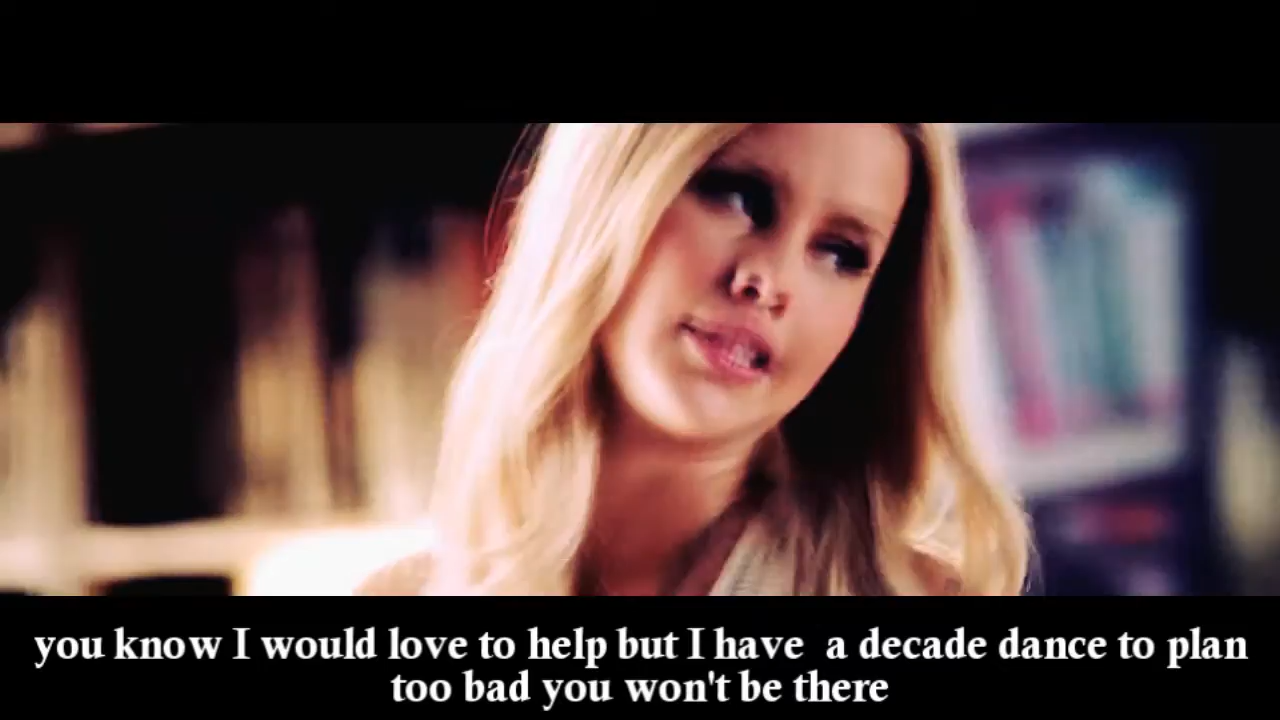 you know I would love to help but I have  a decade dance to plan
too bad you won't be there